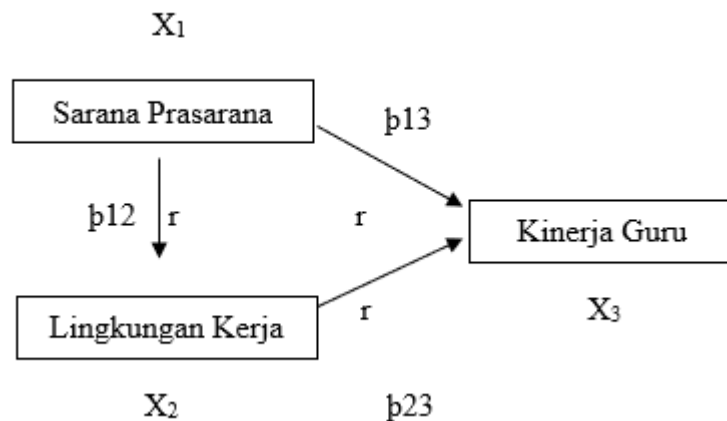 X₁
Sarana Prasarana
þ13
þ12 r
r
Kinerja Guru
Lingkungan Kerja
r
X₃
X₂
þ23